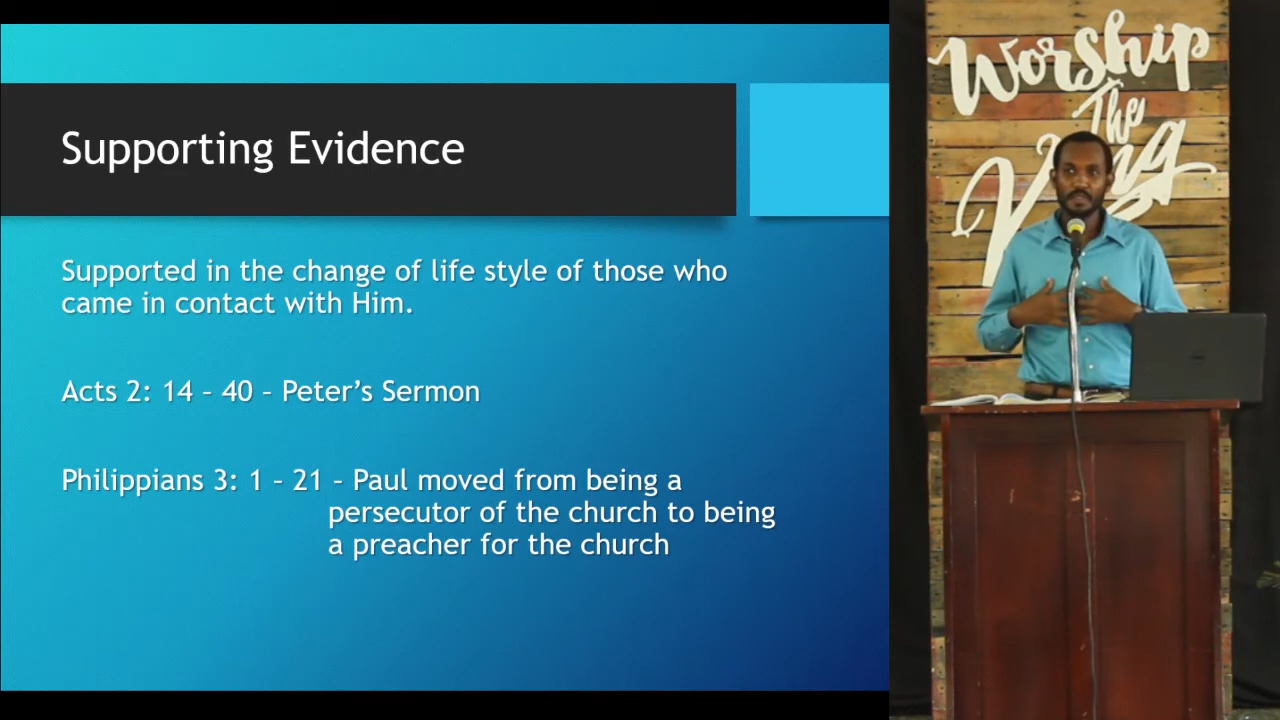 Supporting Evidence
Supported in the change of life style of those who
came in contact with Him.
Acts 2: 14 – 40 – Peter’s Sermon
Philippians 3: 1 – 21 – Paul moved from being a
persecutor of the church to being
a preacher for the church
Worship
The
King